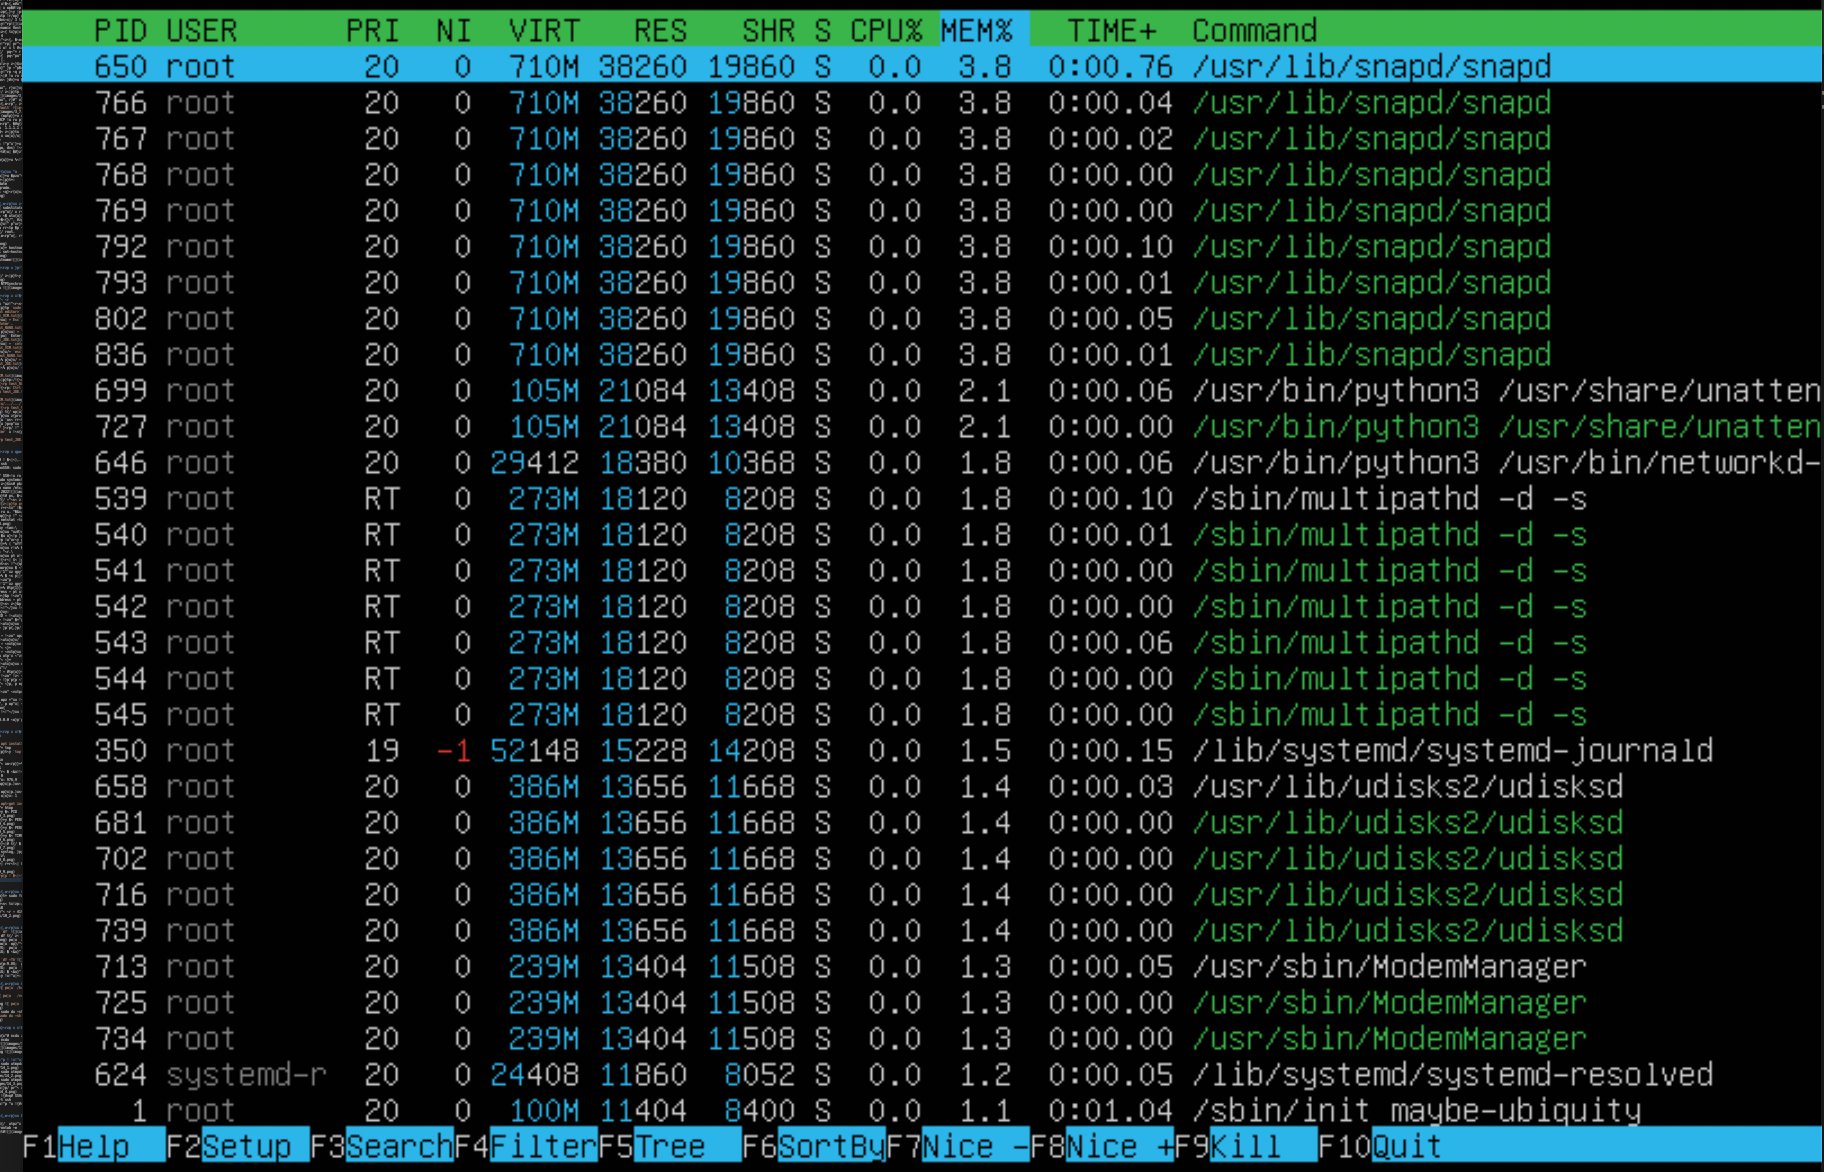 PID USER PRI NI VIRT RES SHR S CPU% MEM% TIME+ Command
650 root 20 0 710M 38260 19860 S 0.0 3.8 0:00.76 /usr/lib/snapd/snapd
766 root 20 0 710M 38260 19860 S 0.0 3.8 0:00.04 /usr/lib/snapd/snapd
767 root 20 0 710M 38260 19860 S 0.0 3.8 0:00.02 /usr/lib/snapd/snapd
768 root 20 0 710M 38260 19860 S 0.0 3.8 0:00.00 /usr/lib/snapd/snapd
769 root 20 0 710M 38260 19860 S 0.0 3.8 0:00.00 /usr/lib/snapd/snapd
792 root 20 0 710M 38260 19860 S 0.0 3.8 0:00.10 /usr/lib/snapd/snapd
793 root 20 0 710M 38260 19860 S 0.0 3.8 0:00.01 /usr/lib/snapd/snapd
802 root 20 0 710M 38260 19860 S 0.0 3.8 0:00.05 /usr/lib/snapd/snapd
836 root 20 0 710M 38260 19860 S 0.0 3.8 0:00.01 /usr/lib/snapd/snapd
699 root 20 0 105M 21084 13408 S 0.0 2.1 0:00.06 /usr/bin/python3 /usr/share/unatten
727 root 20 0 105M 21084 13408 S 0.0 2.1 0:00.00 /usr/bin/python3 /usr/share/unatten
646 root 20 0 29412 18380 10368 S 0.0 1.8 0:00.06 /usr/bin/python3 /usr/bin/networkd-
539 root RT 0 273M 18120 8208 S 0.0 1.8 0:00.10 /sbin/multipathd -d -s
540 root RT 0 273M 18120 8208 S 0.0 1.8 0:00.01 /sbin/multipathd -d -s
541 root RT 0 273M 18120 8208 S 0.0 1.8 0:00.00 /sbin/multipathd -d -s
542 root RT 0 273M 18120 8208 S 0.0 1.8 0:00.00 /sbin/multipathd -d -s
543 root RT 0 273M 18120 8208 S 0.0 1.8 0:00.06 /sbin/multipathd -d -s
544 root RT 0 273M 18120 8208 S 0.0 1.8 0:00.00 /sbin/multipathd -d -s
545 root RT 0 273M 18120 8208 S 0.0 1.8 0:00.00 /sbin/multipathd -d -s
350 root 19 -1 52148 15228 14208 S 0.0 1.5 0:00.15 /lib/systemd/systemd-journald
658 root 20 0 386M 13656 11668 S 0.0 1.4 0:00.03 /usr/lib/udisks2/udisksd
681 root 20 0 386M 13656 11668 S 0.0 1.4 0:00.00 /usr/lib/udisks2/udisksd
702 root 20 0 386M 13656 11668 S 0.0 1.4 0:00.00 /usr/lib/udisks2/udisksd
716 root 20 0 386M 13656 11668 S 0.0 1.4 0:00.00 /usr/lib/udisks2/udisksd
739 root 20 0 386M 13656 11668 S 0.0 1.4 0:00.00 /usr/lib/udisks2/udisksd
713 root 20 0 239M 13404 11508 S 0.0 1.3 0:00.05 /usr/sbin/ModemManager
725 root 20 0 239M 13404 11508 S 0.0 1.3 0:00.00 /usr/sbin/ModemManager
734 root 20 0 239M 13404 11508 S 0.0 1.3 0:00.00 /usr/sbin/ModemManager
624 systemd-r 20 0 24408 11860 8052 S 0.0 1.2 0:00.05 /lib/systemd/systemd-resolved
1 root 20 0 100M 11404 8400 S 0.0 1.1 0:01.04 /sbin/init maybe-ubiquity
F1Help F2Setup F3SearchF4FilterF5Tree F6SortByF7Nice -F8Nice +F9Kill F10Quit